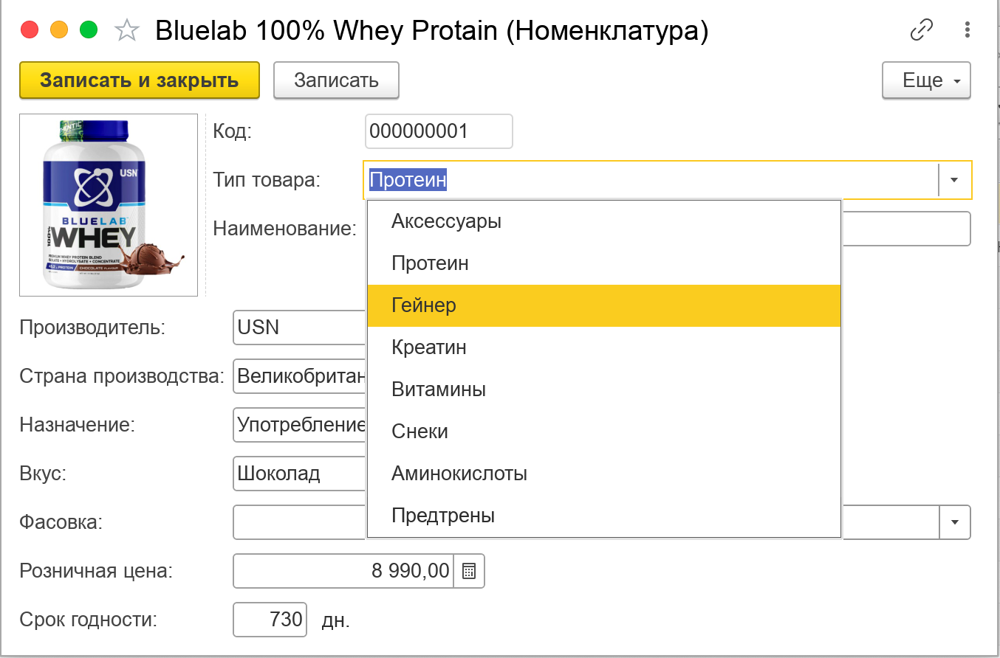 Bluelab 100% Whey Protain (Номенклатура)
Записать и закрыть Записать Еще
Код: 000000001
Тип товара: Протеин
Наименование:
Аксессуары
Протеин
Гейнер
Креатин
Витамины
Снеки
Аминокислоты
Предтрены
USN
BLUELAB
100%
WHEY
PREMIUM WHEY PROTEIN BLEND
ISOLATE + HYDROLYSATE + CONCENTRATE
CHOCOLATE FLAVOUR
Производитель: USN
Страна производства: Великобритан
Назначение: Употребление
Вкус: Шоколад
Фасовка:
Розничная цена: 8 990,00
Срок годности: 730 дн.